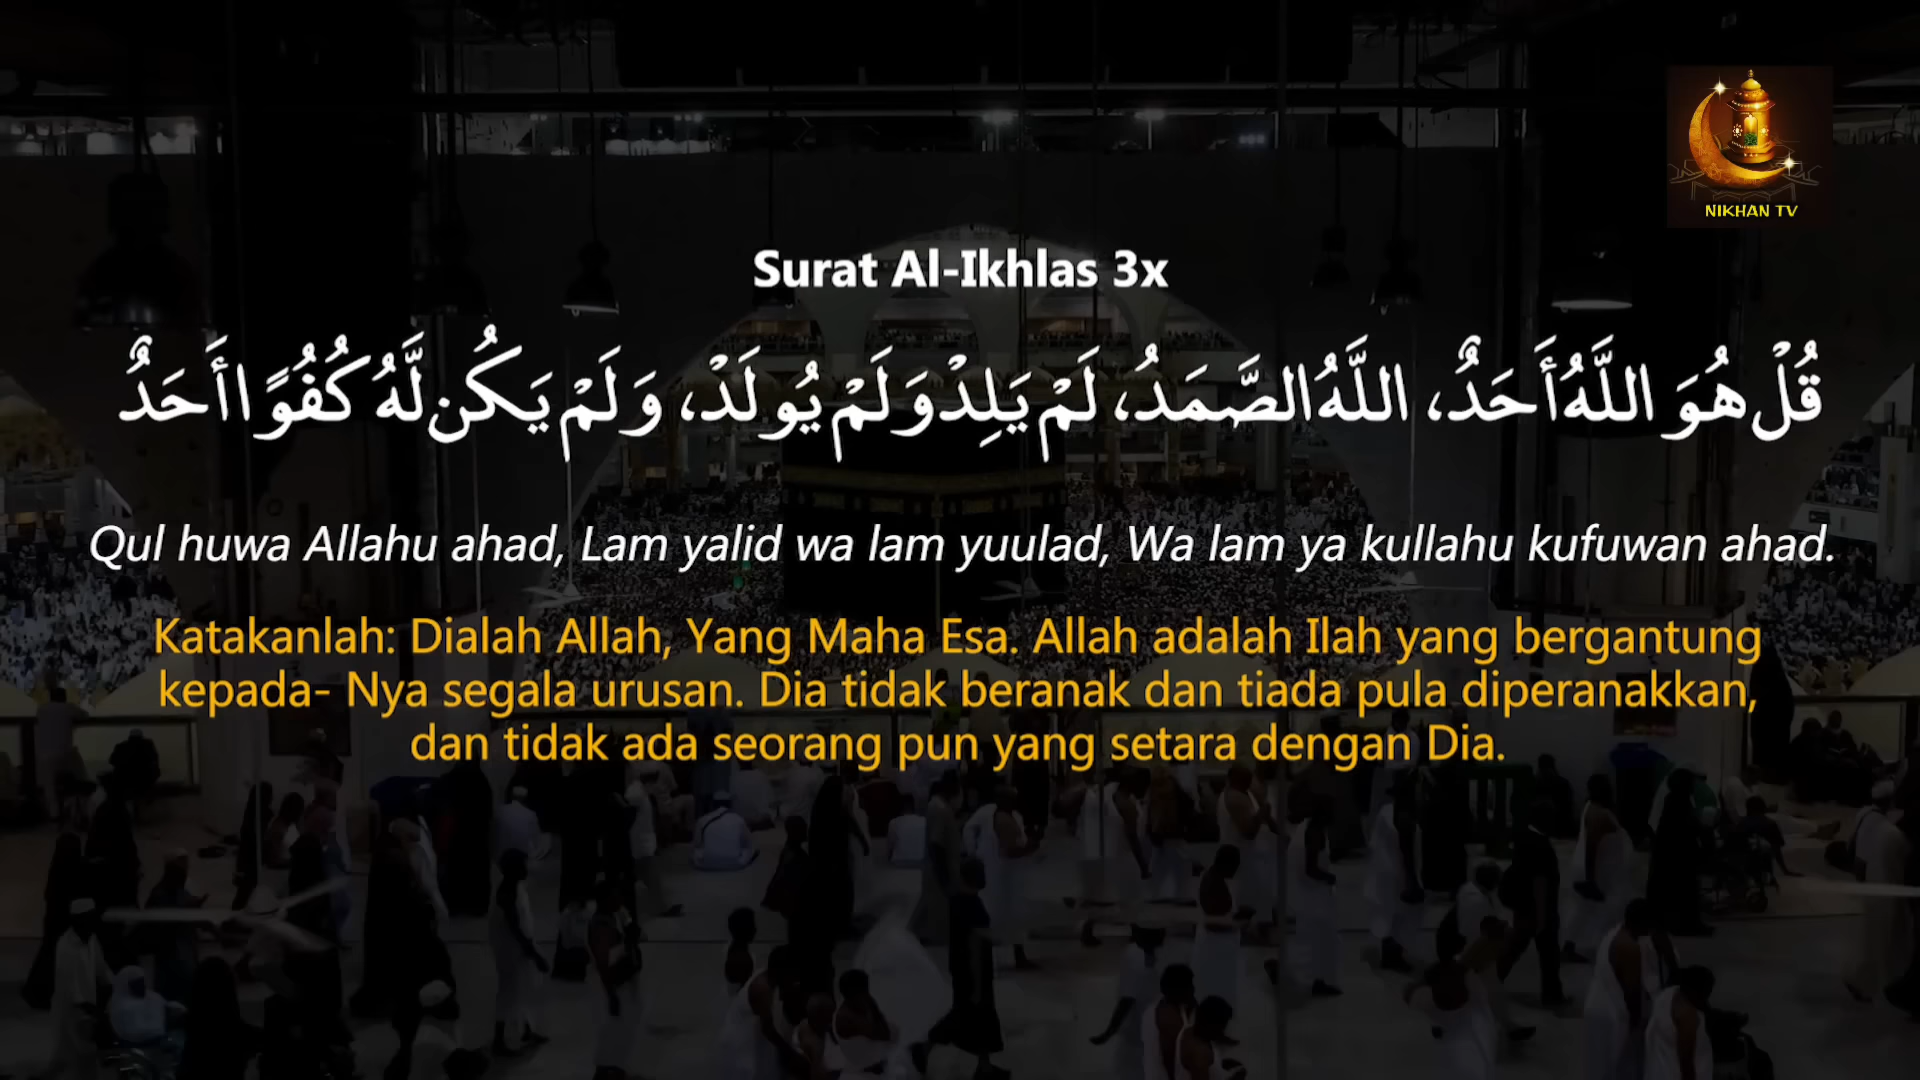 NIKHAN TV
Surat Al-Ikhlas 3x
قُلْ هُوَ اللَّهُ أَحَدٌ، اللَّهُ الصَّمَدُ، لَمْ يَلِدْ وَلَمْ يُولَدْ، وَلَمْ يَكُن لَّهُ كُفُوًا أَحَدٌ
Qul huwa Allahu ahad, Lam yalid wa lam yuulad, Wa lam ya kullahu kufuwan ahad.
Katakanlah: Dialah Allah, Yang Maha Esa. Allah adalah Ilah yang bergantung
kepada- Nya segala urusan. Dia tidak beranak dan tiada pula diperanakkan,
dan tidak ada seorang pun yang setara dengan Dia.